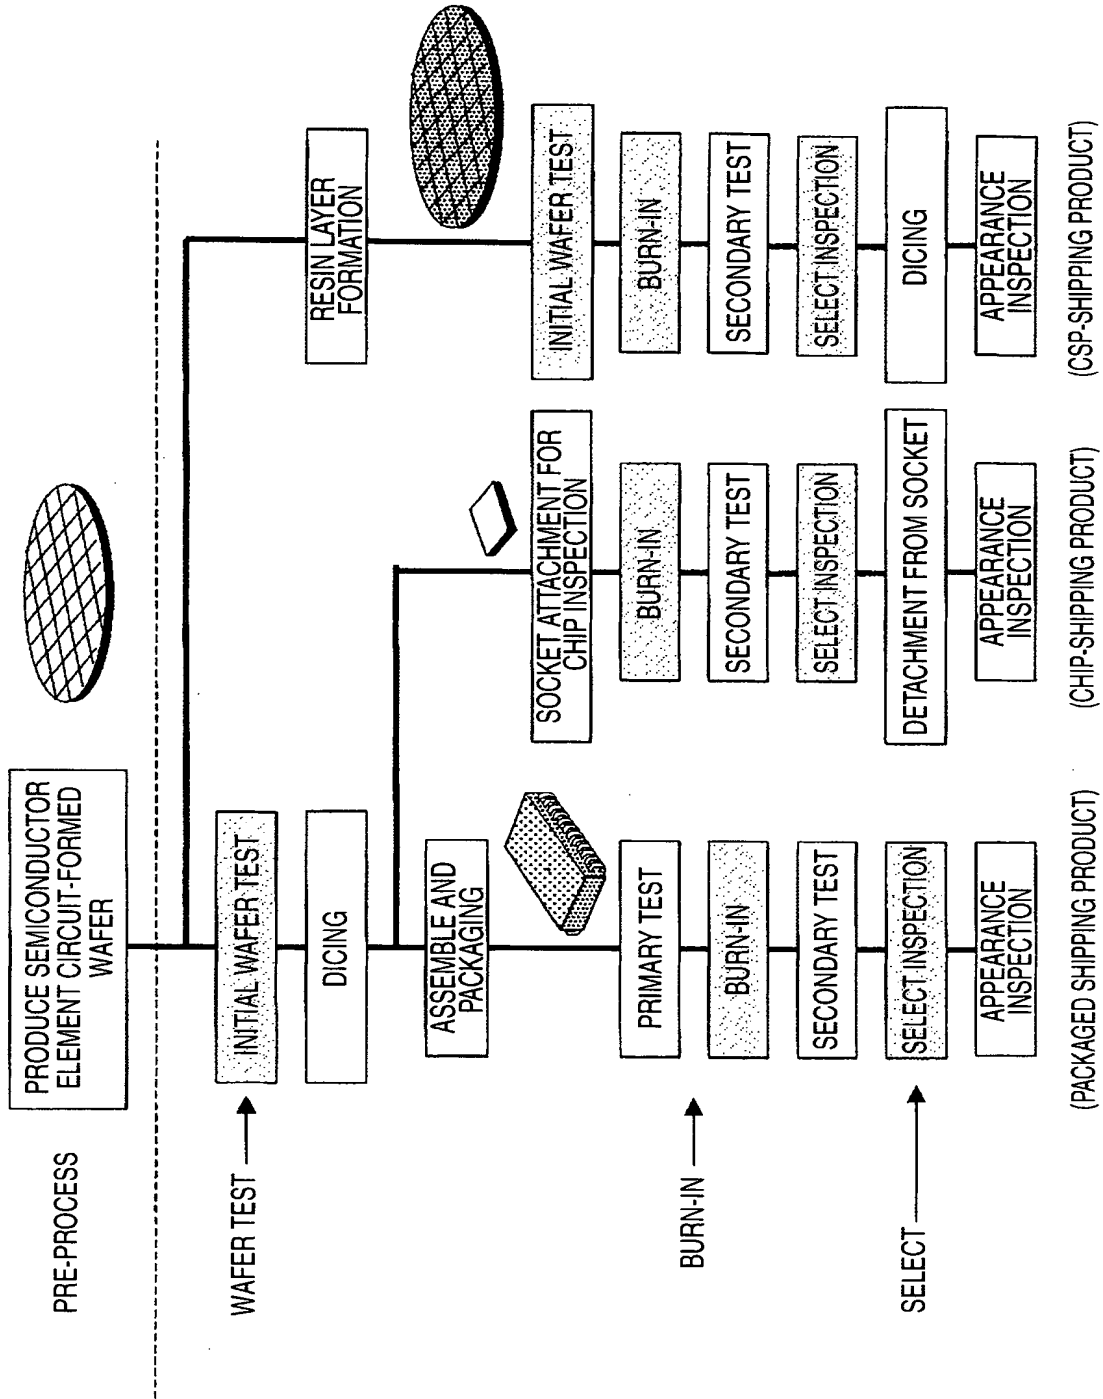 PRE-PROCESS
PRODUCE SEMICONDUCTOR
ELEMENT CIRCUIT-FORMED
WAFER
WAFER TEST
INITIAL WAFER TEST
DICING
ASSEMBLE AND
PACKAGING
PRIMARY TEST
BURN-IN
BURN-IN
SECONDARY TEST
SELECT
SELECT INSPECTION
APPEARANCE
INSPECTION
(PACKAGED SHIPPING PRODUCT)
SOCKET ATTACHMENT FOR
CHIP INSPECTION
BURN-IN
SECONDARY TEST
SELECT INSPECTION
DETACHMENT FROM SOCKET
APPEARANCE
INSPECTION
(CHIP-SHIPPING PRODUCT)
RESIN LAYER
FORMATION
INITIAL WAFER TEST
BURN-IN
SECONDARY TEST
SELECT INSPECTION
DICING
APPEARANCE
INSPECTION
(CSP-SHIPPING PRODUCT)